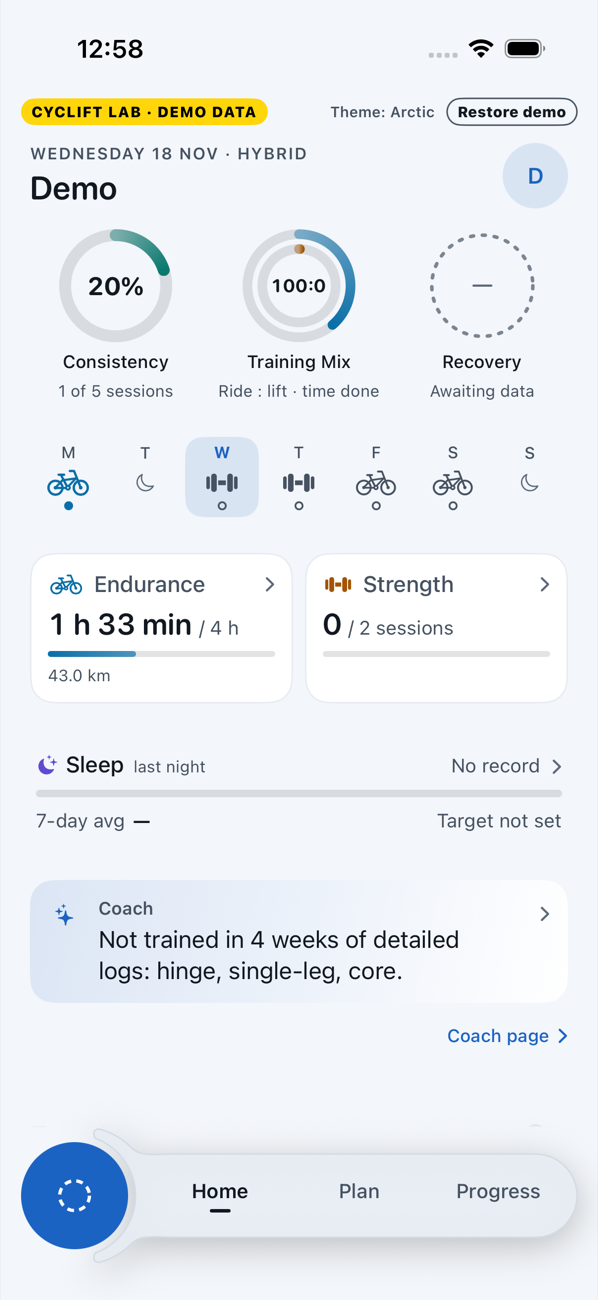 12:58
CYCLIFT LAB · DEMO DATA
Theme: Arctic
Restore demo
WEDNESDAY 18 NOV · HYBRID
Demo
D
20%
100:0
—
Consistency
Training Mix
Recovery
1 of 5 sessions
Ride : lift · time done
Awaiting data
M T W T F S S
Endurance
1 h 33 min / 4 h
43.0 km
Strength
0 / 2 sessions
Sleep last night
No record
7-day avg —
Target not set
Coach
Not trained in 4 weeks of detailed
logs: hinge, single-leg, core.
Coach page
Home
Plan
Progress